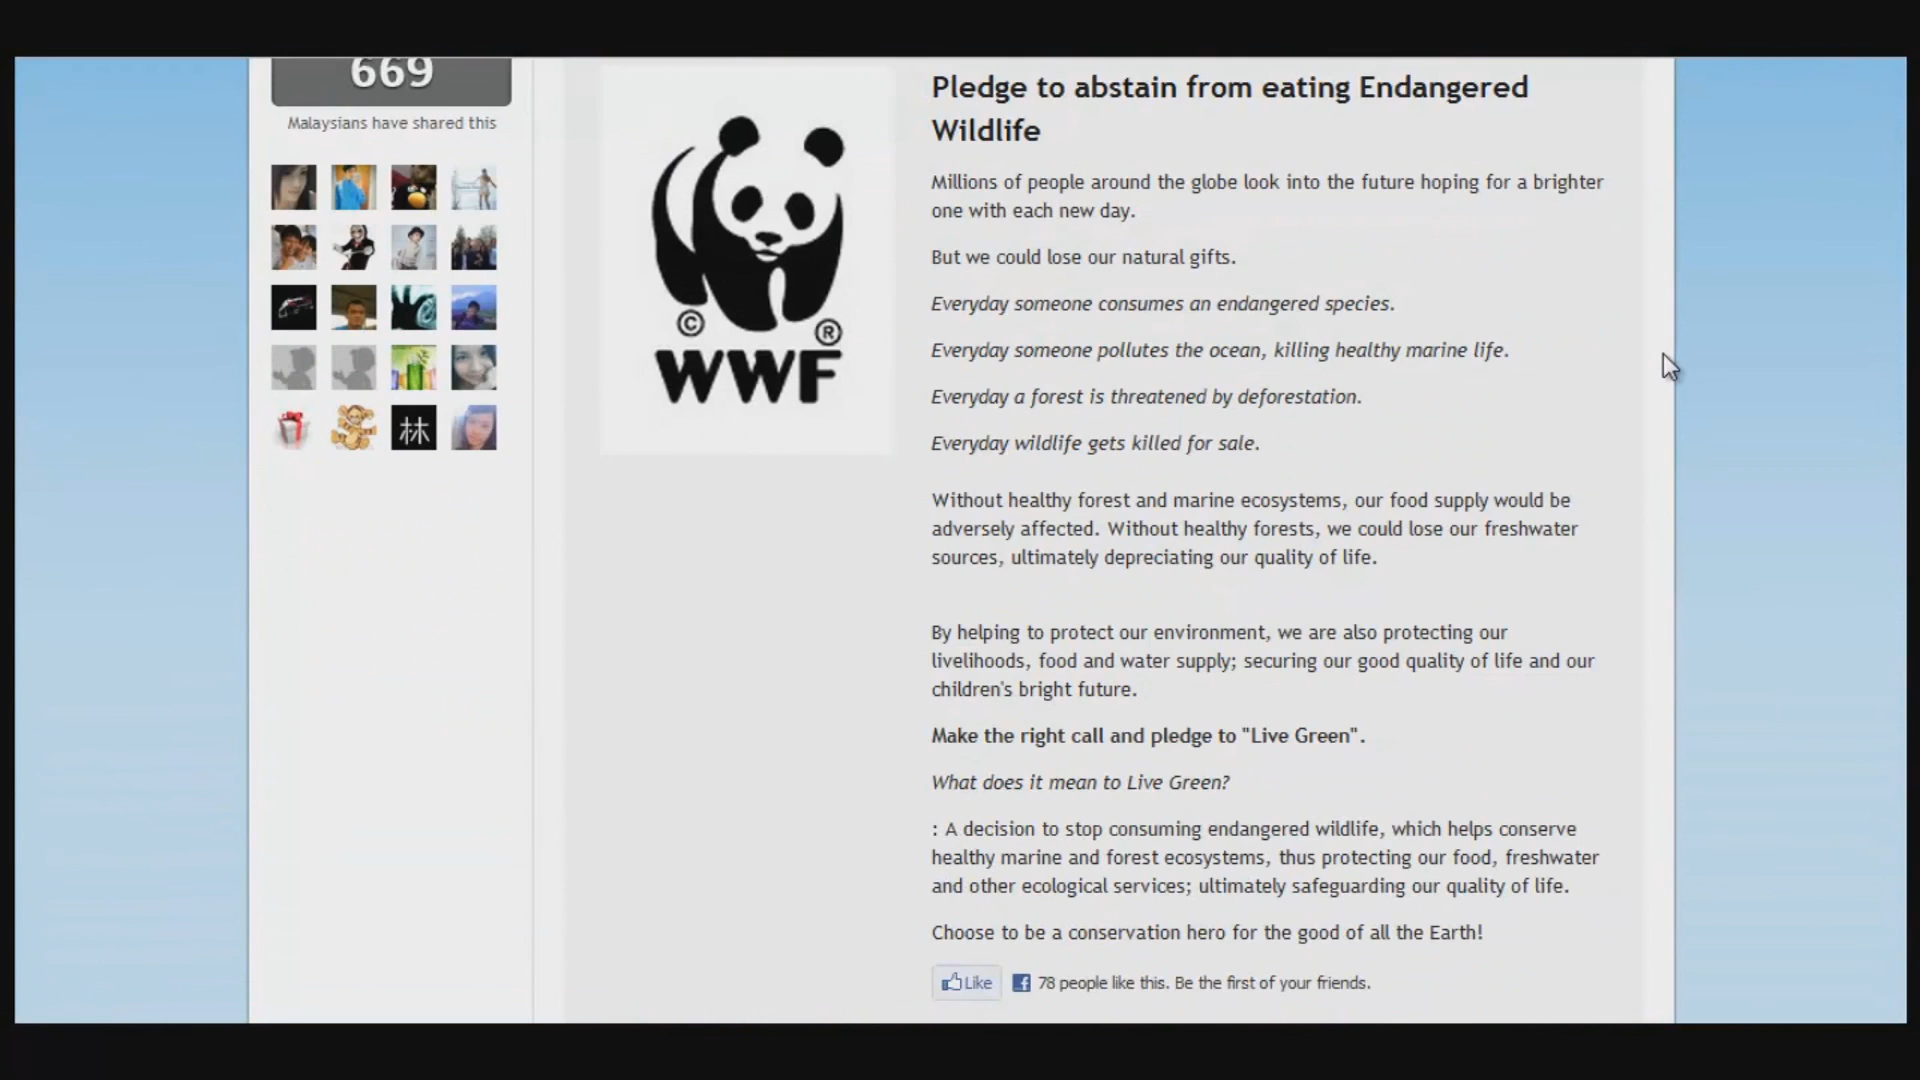 669
Malaysians have shared this
林
© ®
WWF
Pledge to abstain from eating Endangered
Wildlife
Millions of people around the globe look into the future hoping for a brighter
one with each new day.
But we could lose our natural gifts.
Everyday someone consumes an endangered species.
Everyday someone pollutes the ocean, killing healthy marine life.
Everyday a forest is threatened by deforestation.
Everyday wildlife gets killed for sale.
Without healthy forest and marine ecosystems, our food supply would be
adversely affected. Without healthy forests, we could lose our freshwater
sources, ultimately depreciating our quality of life.
By helping to protect our environment, we are also protecting our
livelihoods, food and water supply; securing our good quality of life and our
children's bright future.
Make the right call and pledge to "Live Green".
What does it mean to Live Green?
: A decision to stop consuming endangered wildlife, which helps conserve
healthy marine and forest ecosystems, thus protecting our food, freshwater
and other ecological services; ultimately safeguarding our quality of life.
Choose to be a conservation hero for the good of all the Earth!
Like f 78 people like this. Be the first of your friends.